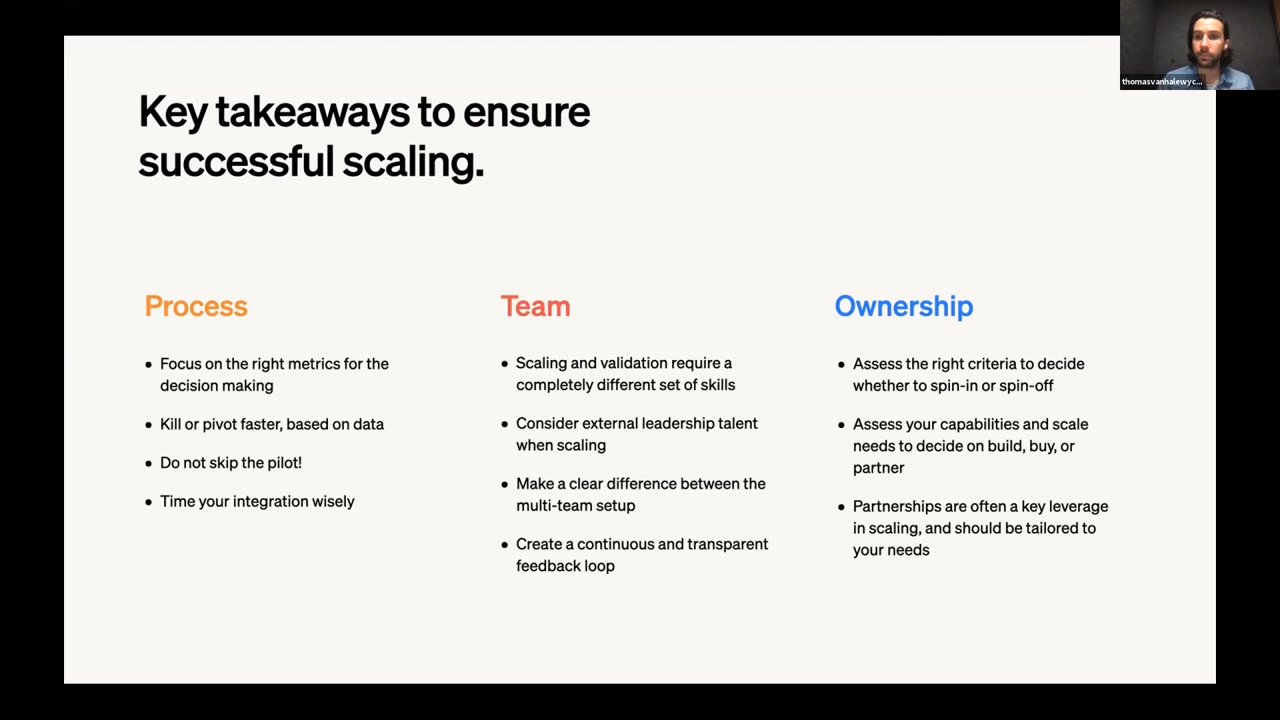 thomasvanhalewyc...
Key takeaways to ensure
successful scaling.
Process
• Focus on the right metrics for the
decision making
• Kill or pivot faster, based on data
• Do not skip the pilot!
• Time your integration wisely
Team
• Scaling and validation require a
completely different set of skills
• Consider external leadership talent
when scaling
• Make a clear difference between the
multi-team setup
• Create a continuous and transparent
feedback loop
Ownership
• Assess the right criteria to decide
whether to spin-in or spin-off
• Assess your capabilities and scale
needs to decide on build, buy, or
partner
• Partnerships are often a key leverage
in scaling, and should be tailored to
your needs